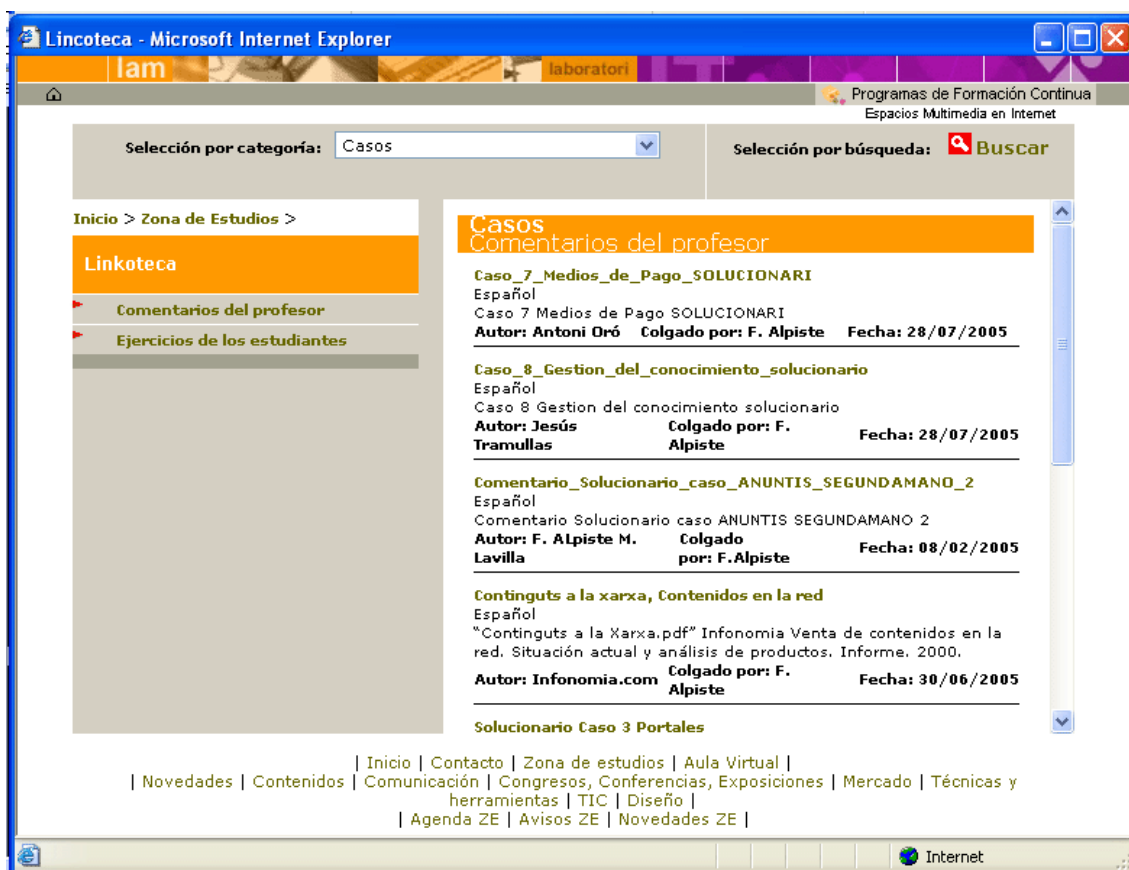 Lincoteca - Microsoft Internet Explorer
lam
laboratori
IT
Programas de Formación Continua
Espacios Multimedia en Internet
Selección por categoría: Casos
Selección por búsqueda: Buscar
Inicio > Zona de Estudios >
Linkoteca
Comentarios del profesor
Ejercicios de los estudiantes
Casos
Comentarios del profesor
Caso_7_Medios_de_Pago_SOLUCIONARI
Español
Caso 7 Medios de Pago SOLUCIONARI
Autor: Antoni Oró Colgado por: F. Alpiste Fecha: 28/07/2005
Caso_8_Gestion_del_conocimiento_solucionario
Español
Caso 8 Gestion del conocimiento solucionario
Autor: Jesús Tramullas Colgado por: F. Alpiste Fecha: 28/07/2005
Comentario_Solucionario_caso_ANUNTIS_SEGUNDAMANO_2
Español
Comentario Solucionario caso ANUNTIS SEGUNDAMANO 2
Autor: F. ALpiste M. Lavilla Colgado por: F.Alpiste Fecha: 08/02/2005
Continguts a la xarxa, Contenidos en la red
Español
"Continguts a la Xarxa.pdf" Infonomia Venta de contenidos en la
red. Situación actual y análisis de productos. Informe. 2000.
Autor: Infonomia.com Colgado por: F. Alpiste Fecha: 30/06/2005
Solucionario Caso 3 Portales
| Inicio | Contacto | Zona de estudios | Aula Virtual |
| Novedades | Contenidos | Comunicación | Congresos, Conferencias, Exposiciones | Mercado | Técnicas y
herramientas | TIC | Diseño |
| Agenda ZE | Avisos ZE | Novedades ZE |
Internet